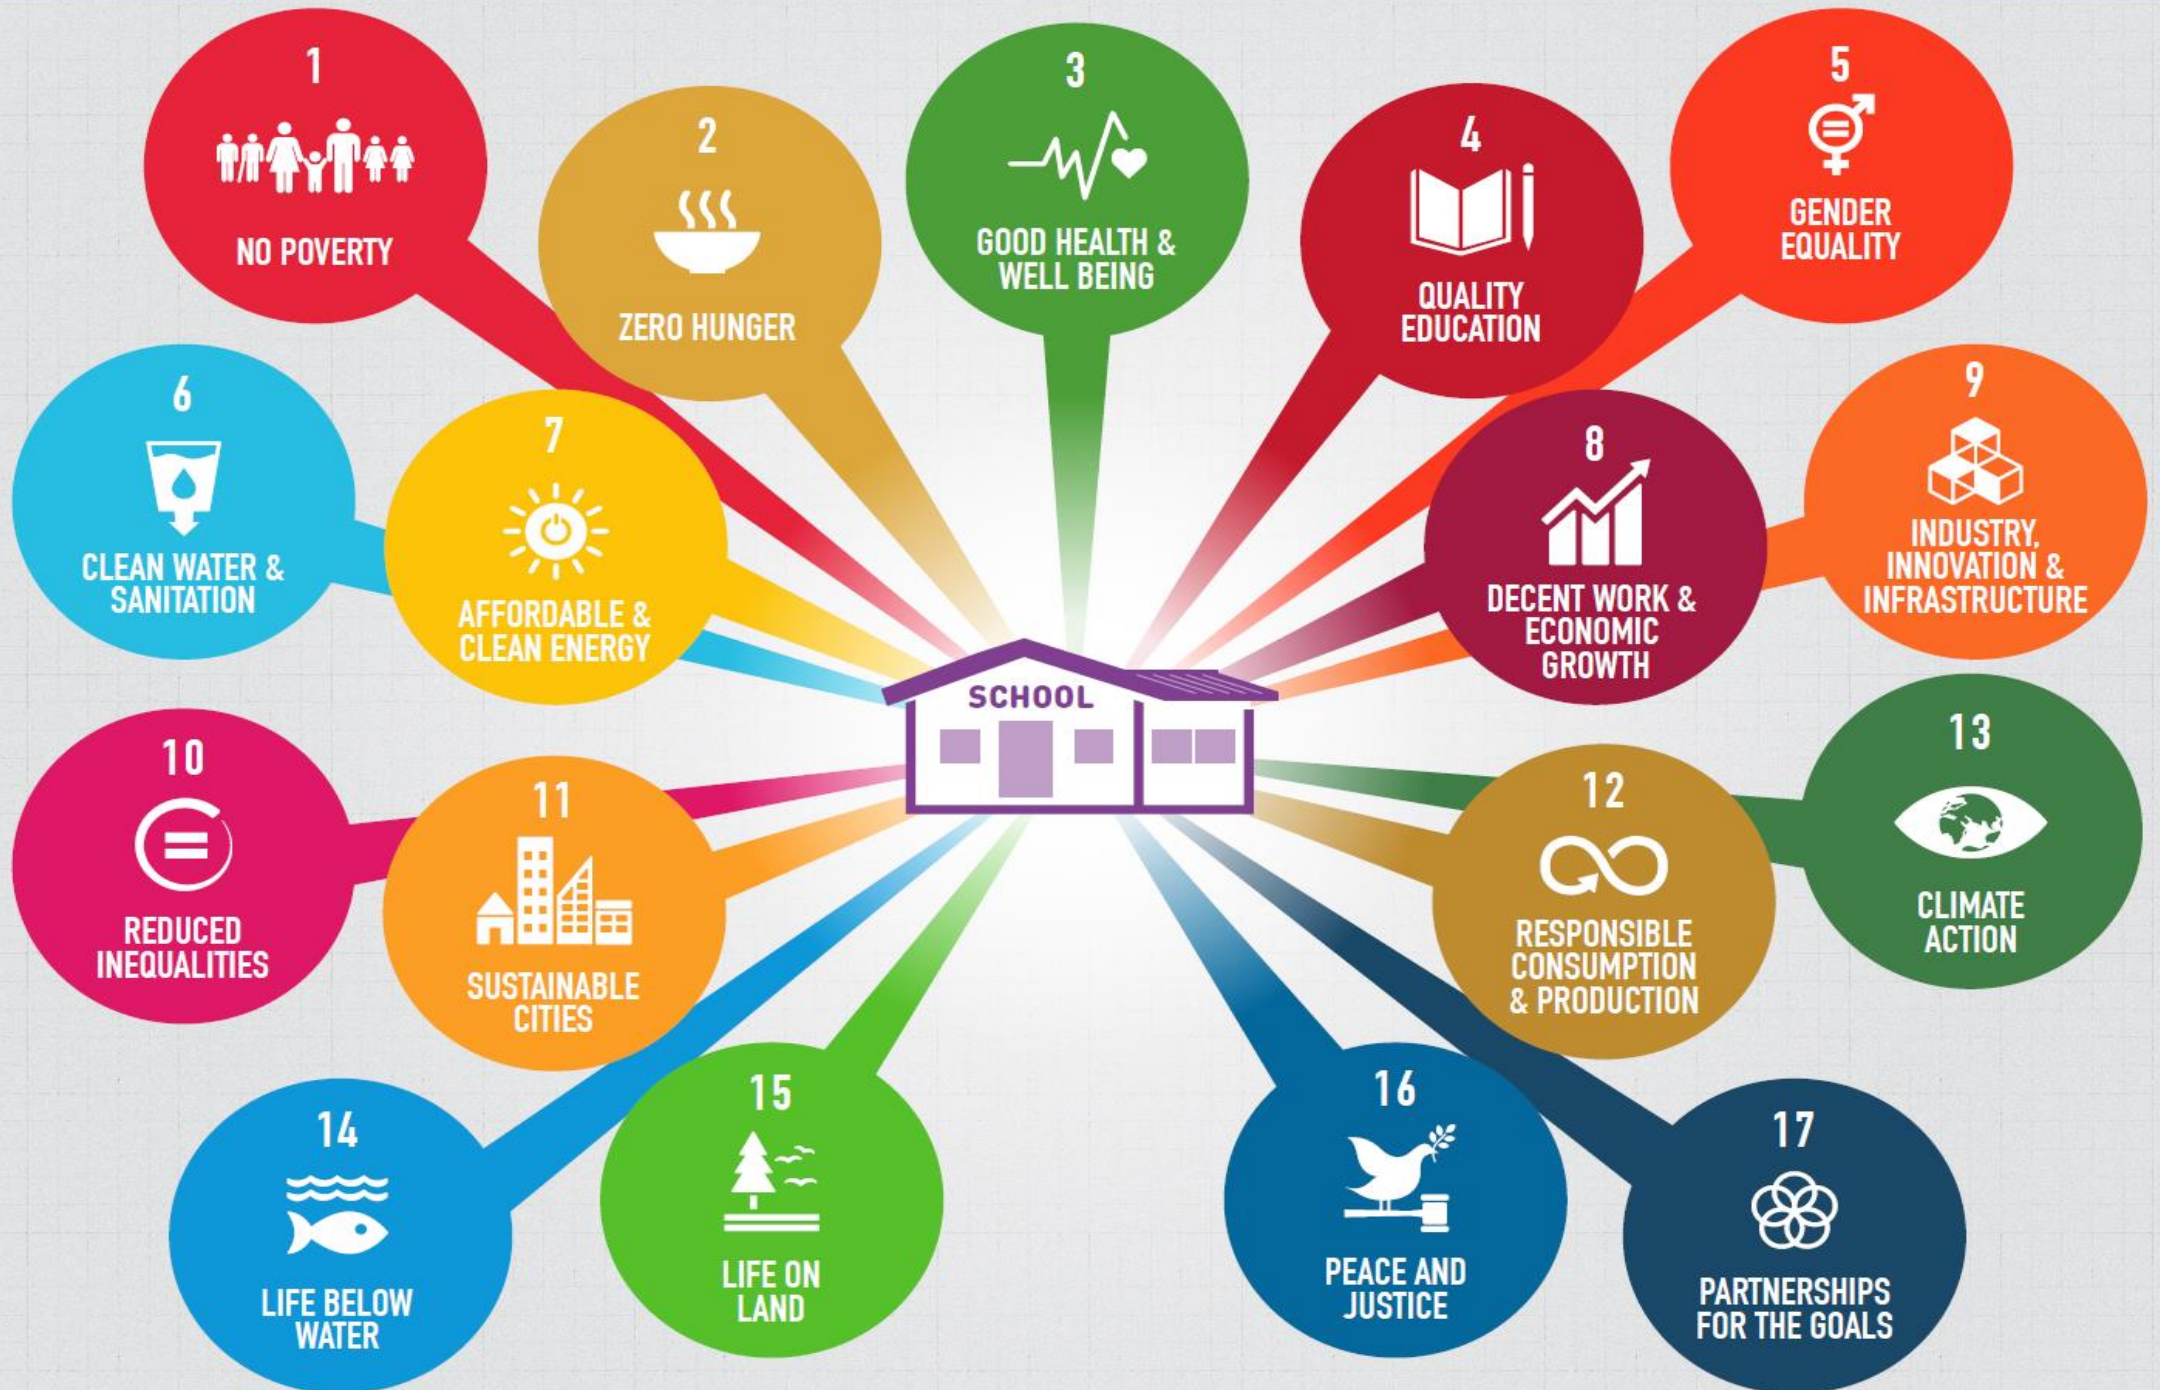 1
NO POVERTY
2
ZERO HUNGER
3
GOOD HEALTH &
WELL BEING
4
QUALITY
EDUCATION
5
GENDER
EQUALITY
6
CLEAN WATER &
SANITATION
7
AFFORDABLE &
CLEAN ENERGY
8
DECENT WORK &
ECONOMIC
GROWTH
9
INDUSTRY,
INNOVATION &
INFRASTRUCTURE
SCHOOL
10
REDUCED
INEQUALITIES
11
SUSTAINABLE
CITIES
12
RESPONSIBLE
CONSUMPTION
& PRODUCTION
13
CLIMATE
ACTION
14
LIFE BELOW
WATER
15
LIFE ON
LAND
16
PEACE AND
JUSTICE
17
PARTNERSHIPS
FOR THE GOALS